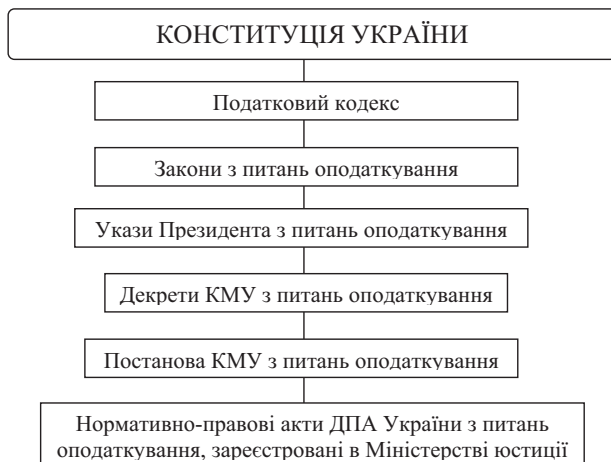 КОНСТИТУЦІЯ УКРАЇНИ
Податковий кодекс
Закони з питань оподаткування
Укази Президента з питань оподаткування
Декрети КМУ з питань оподаткування
Постанова КМУ з питань оподаткування
Нормативно-правові акти ДПА України з питань
оподаткування, зареєстровані в Міністерстві юстиції